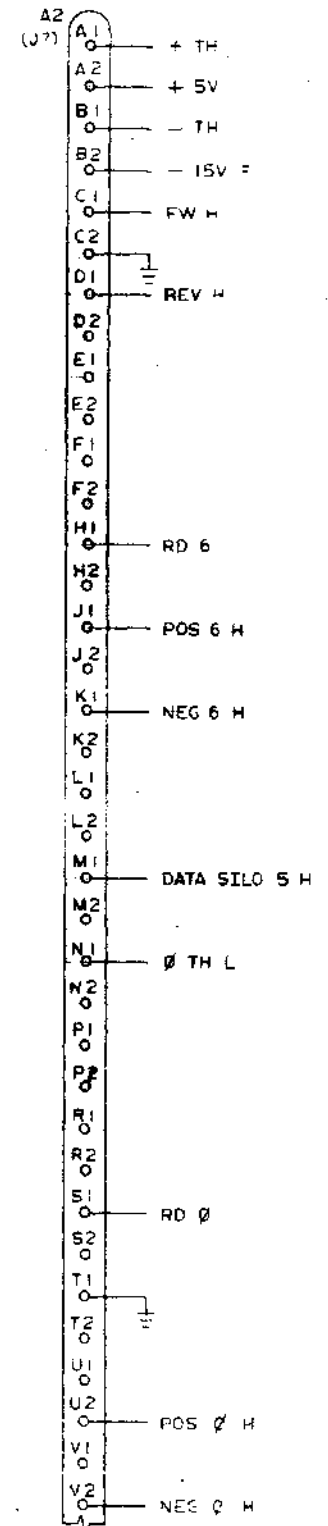 A2
(J7)
A1 + TH
A2 + 5V
B1 - TH
B2 - 15V F
C1 FW H
C2
D1 REV H
D2
E1
E2
F1
F2
H1 RD 6
H2
J1 POS 6 H
J2
K1 NEG 6 H
K2
L1
L2
M1 DATA SILO 5 H
M2
N1 Ø TH L
N2
P1
P2
R1
R2
S1 RD Ø
S2
T1
T2
U1
U2 POS Ø H
V1
V2 NEG Ø H